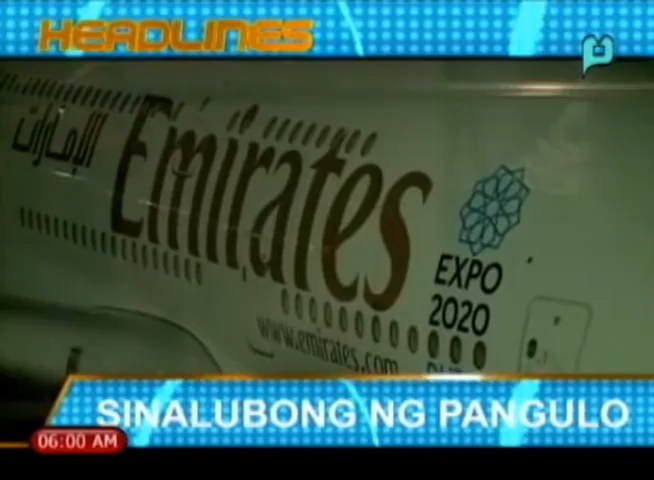 HEADLINES
الإمارات
Emirates
EXPO
2020
www.emirates.com
SINALUBONG NG PANGULO
06:00 AM